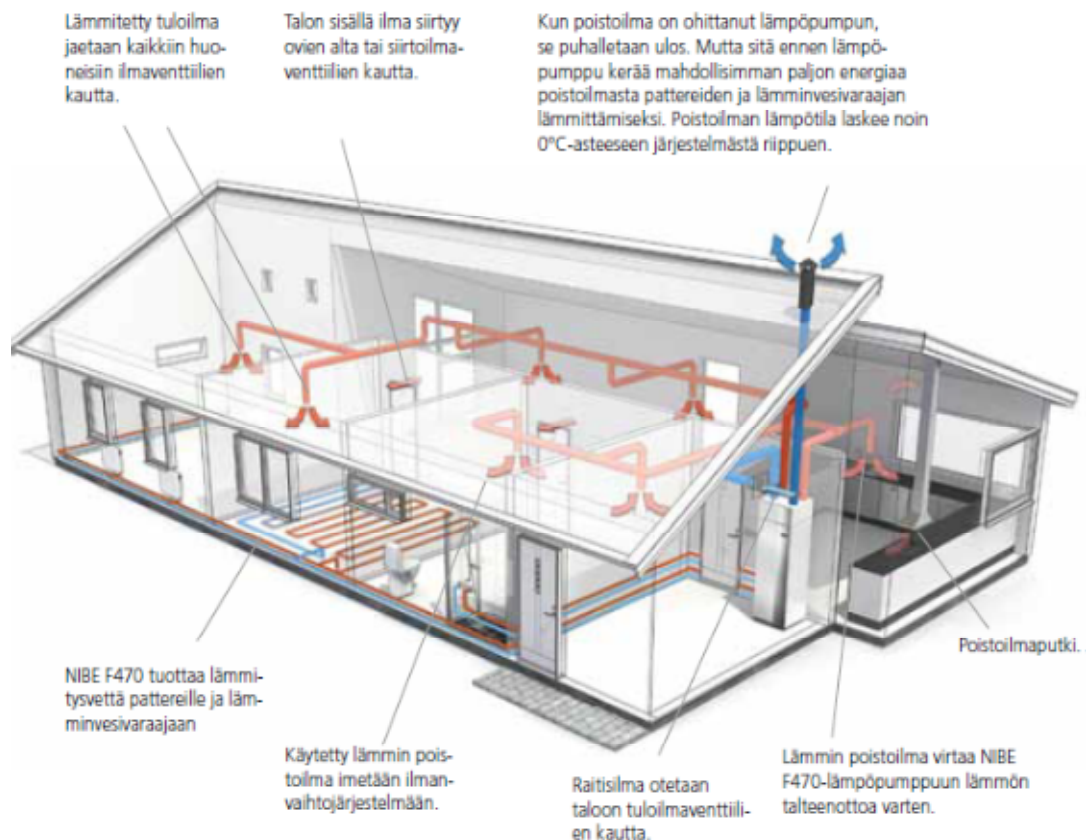 Lämmitetty tuloilma
jaetaan kaikkiin huo-
neisiin ilmaventtiilien
kautta.
Talon sisällä ilma siirtyy
ovien alta tai siirtoilma-
venttiilien kautta.
Kun poistoilma on ohittanut lämpöpumpun,
se puhalletaan ulos. Mutta sitä ennen lämpö-
pumppu kerää mahdollisimman paljon energiaa
poistoilmasta pattereiden ja lämminvesivaraajan
lämmittämiseksi. Poistoilman lämpötila laskee noin
0°C-asteeseen järjestelmästä riippuen.
Poistoilmaputki.
NIBE F470 tuottaa lämmi-
tysvettä pattereille ja läm-
minvesivaraajaan
Käytetty lämmin pois-
toilma imetään ilman-
vaihtojärjestelmään.
Raitisilma otetaan
taloon tuloilmaventtiili-
en kautta.
Lämmin poistoilma virtaa NIBE
F470-lämpöpumppuun lämmön
talteenottoa varten.